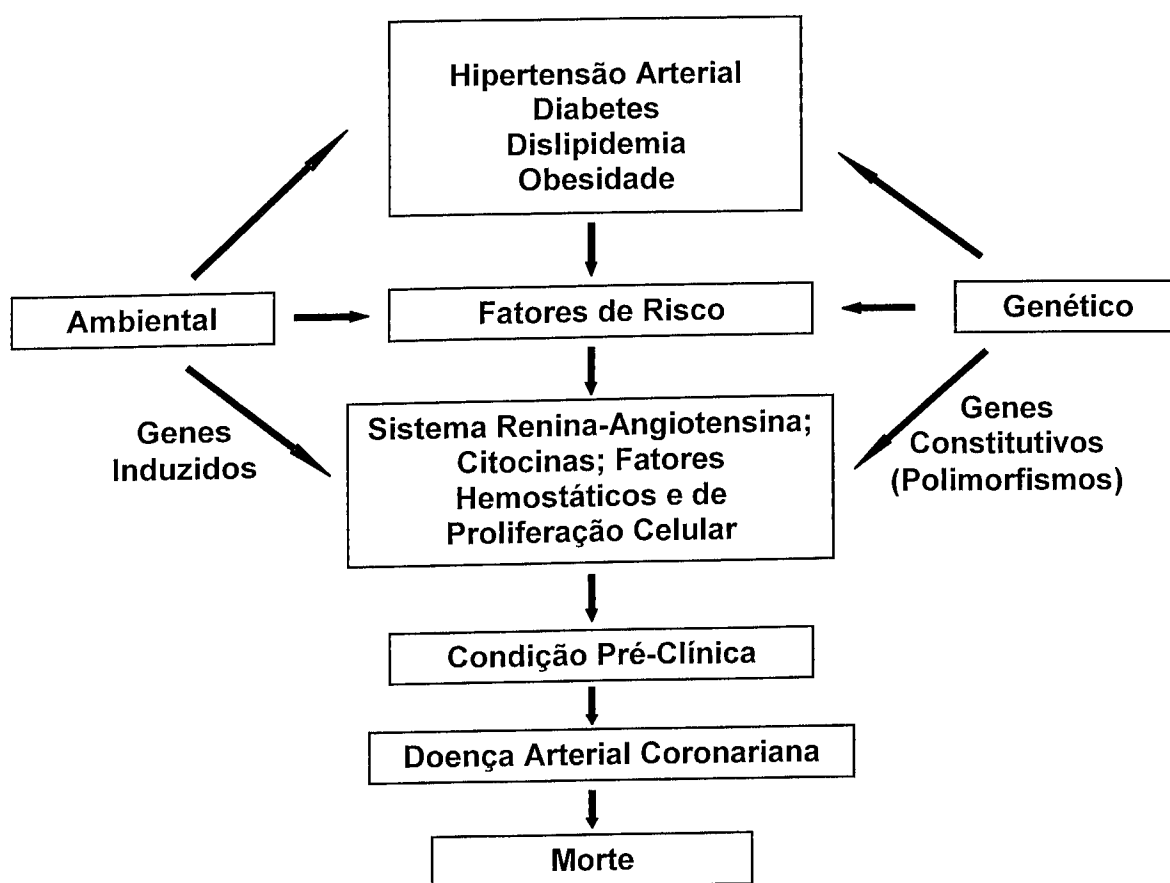 Hipertensão Arterial
Diabetes
Dislipidemia
Obesidade
Ambiental
Fatores de Risco
Genético
Genes
Induzidos
Sistema Renina-Angiotensina;
Citocinas; Fatores
Hemostáticos e de
Proliferação Celular
Genes
Constitutivos
(Polimorfismos)
Condição Pré-Clínica
Doença Arterial Coronariana
Morte